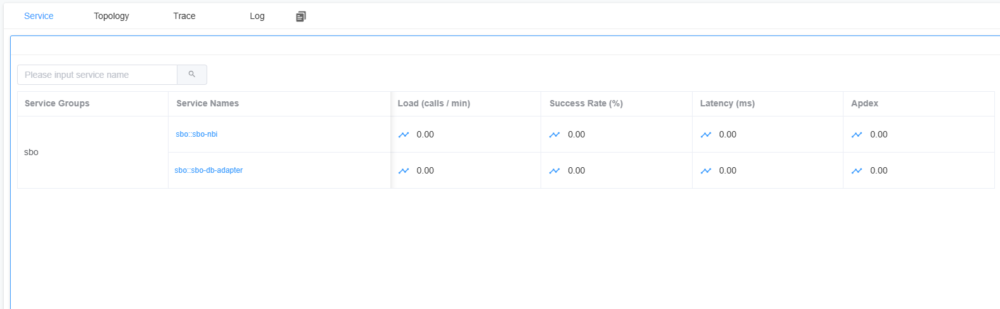 Service Topology Trace Log
Please input service name
Service Groups Service Names Load (calls / min) Success Rate (%) Latency (ms) Apdex
sbo::sbo-nbi 0.00 0.00 0.00 0.00
sbo
sbo::sbo-db-adapter 0.00 0.00 0.00 0.00